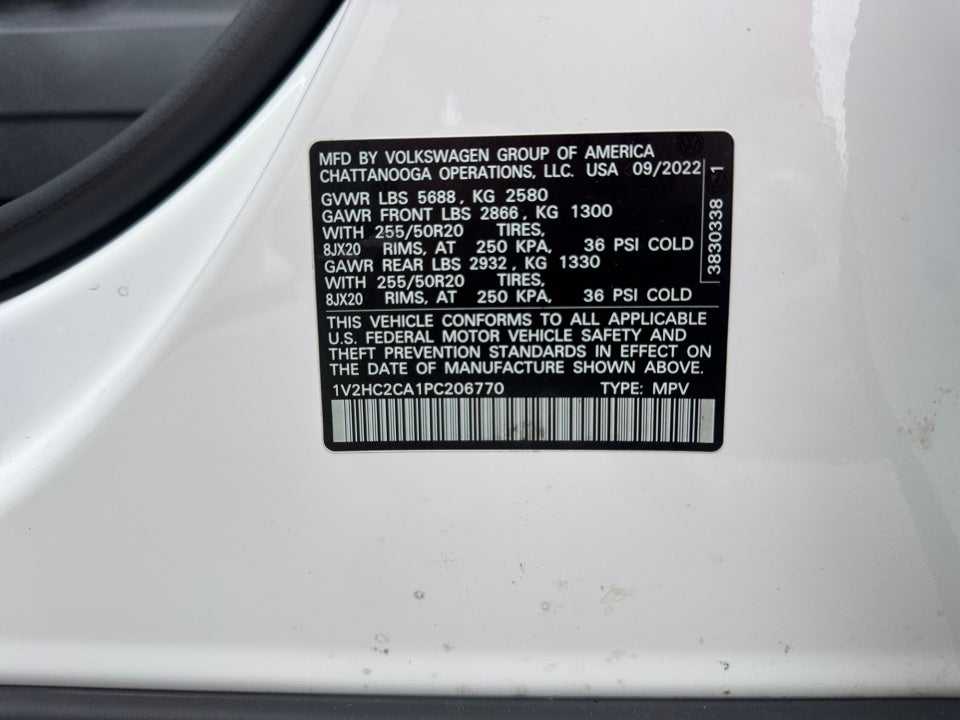 MFD BY VOLKSWAGEN GROUP OF AMERICA
CHATTANOOGA OPERATIONS, LLC. USA 09/2022
GVWR LBS 5688, KG 2580
GAWR FRONT LBS 2866, KG 1300
WITH 255/50R20 TIRES,
8JX20 RIMS, AT 250 KPA, 36 PSI COLD
GAWR REAR LBS 2932, KG 1330
WITH 255/50R20 TIRES,
8JX20 RIMS, AT 250 KPA, 36 PSI COLD
3830338 1
THIS VEHICLE CONFORMS TO ALL APPLICABLE
U.S. FEDERAL MOTOR VEHICLE SAFETY AND
THEFT PREVENTION STANDARDS IN EFFECT ON
THE DATE OF MANUFACTURE SHOWN ABOVE.
1V2HC2CA1PC206770 TYPE: MPV